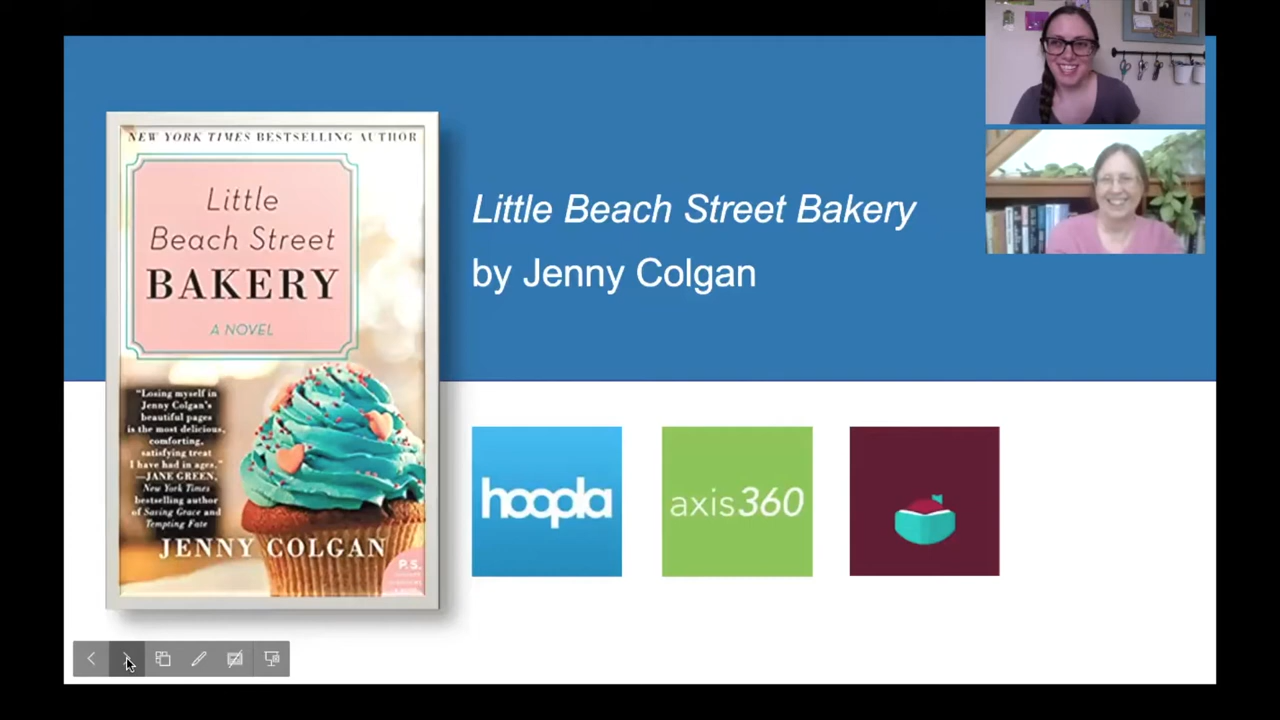 NEW YORK TIMES BESTSELLING AUTHOR
Little
Beach Street
BAKERY
A NOVEL
"Losing myself in
Jenny Colgan's
beautiful pages
is the most delicious,
comforting,
satisfying treat
I have had in ages."
—JANE GREEN,
New York Times
bestselling author
of Saving Grace and
Tempting Fate
JENNY COLGAN
P.S.
Little Beach Street Bakery
by Jenny Colgan
hoopla
axis360